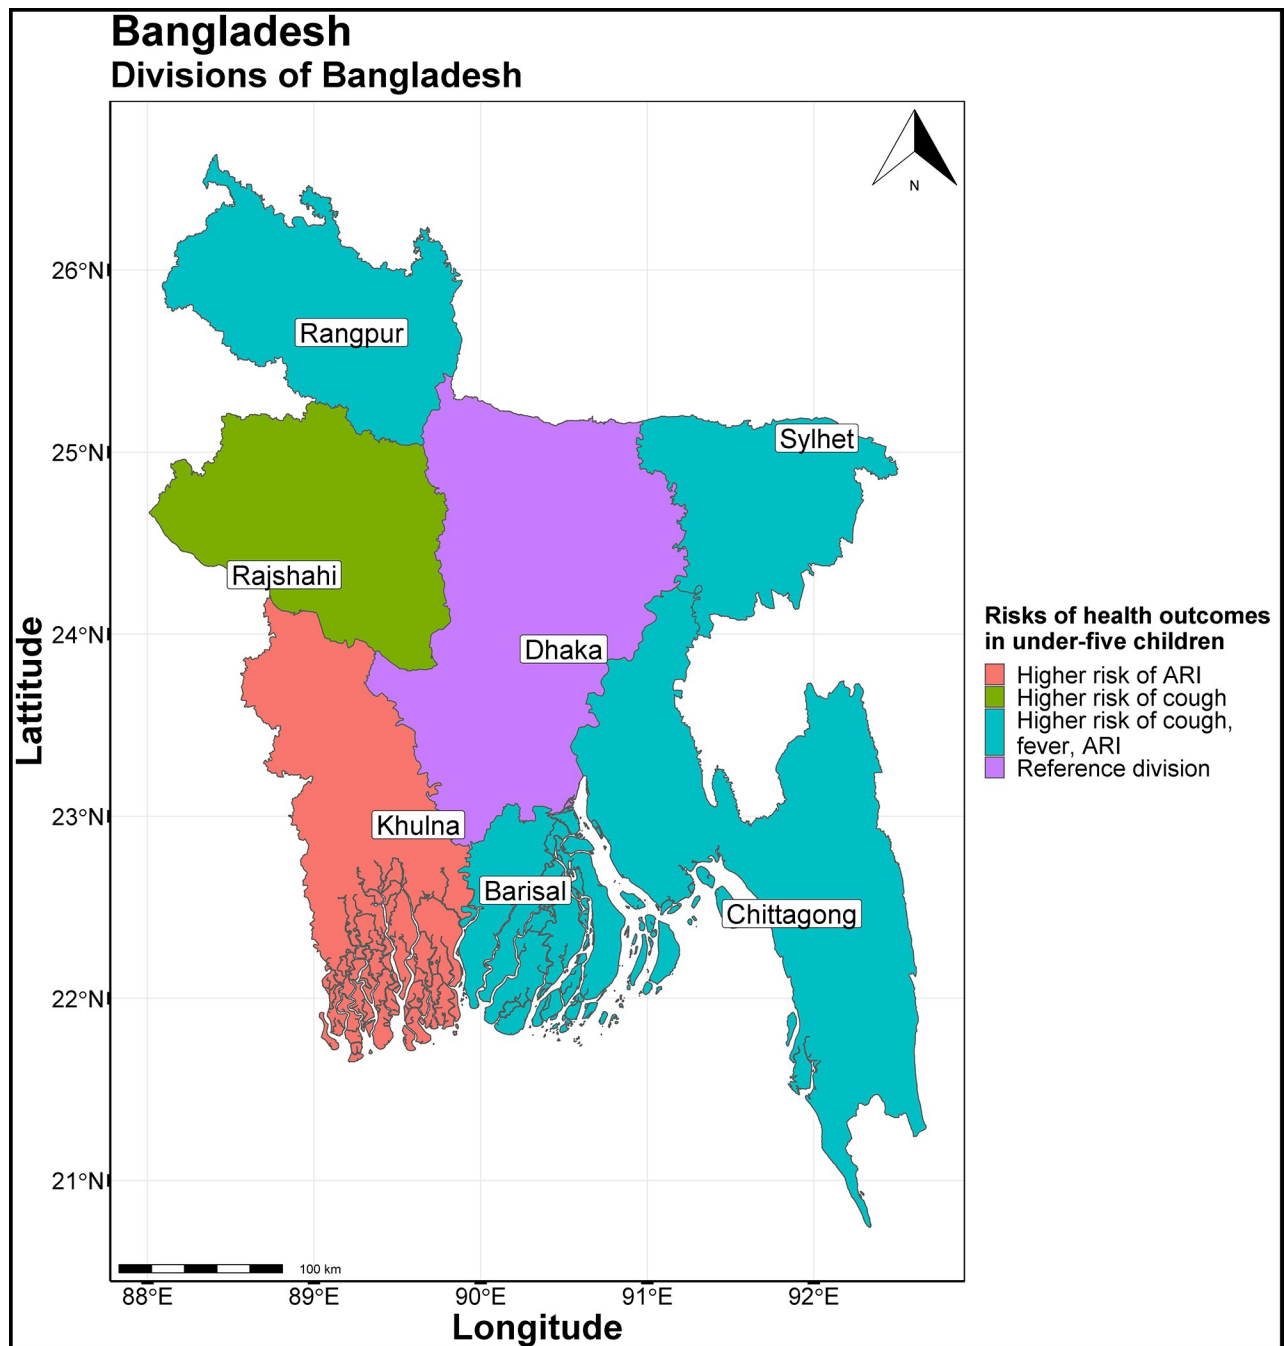 Bangladesh
Divisions of Bangladesh
N
26°N
Rangpur
25°N
Sylhet
Rajshahi
24°N
Dhaka
Lattitude
Risks of health outcomes
in under-five children
Higher risk of ARI
Higher risk of cough
Higher risk of cough,
fever, ARI
Reference division
23°N
Khulna
Barisal
Chittagong
22°N
21°N
100 km
88°E 89°E 90°E 91°E 92°E
Longitude